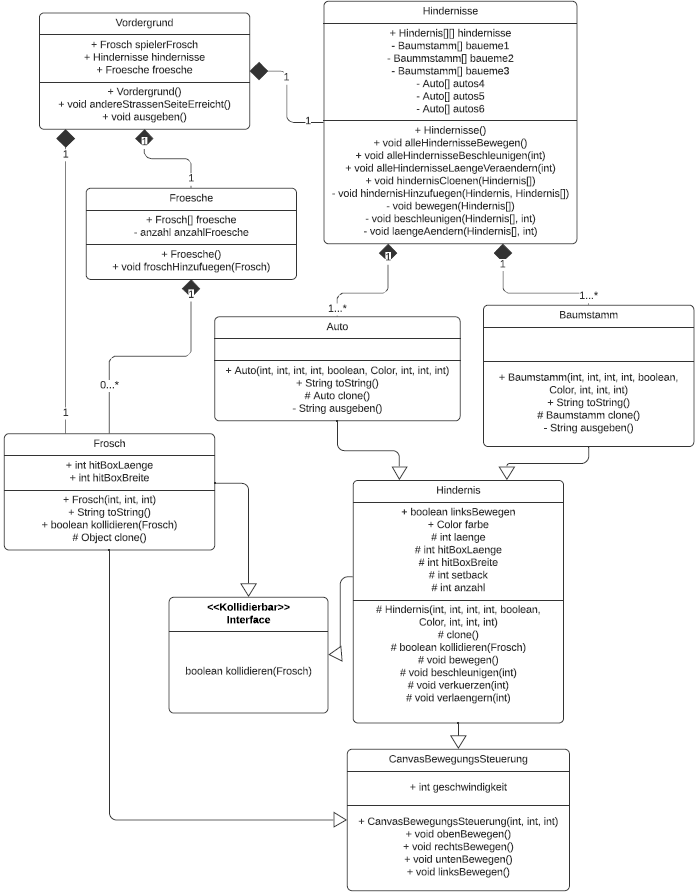 Vordergrund
+ Frosch spielerFrosch
+ Hindernisse hindernisse
+ Froesche froesche
+ Vordergrund()
+ void andereStrassenSeiteErreicht()
+ void ausgeben()
Hindernisse
+ Hindernis[][] hindernisse
- Baumstamm[] baueme1
- Baummstamm[] baueme2
- Baumstamm[] baueme3
- Auto[] autos4
- Auto[] autos5
- Auto[] autos6
+ Hindernisse()
+ void alleHindernisseBewegen()
+ void alleHindernisseBeschleunigen(int)
+ void alleHindernisseLaengeVeraendern(int)
+ void hindernisCloenen(Hindernis[])
- void hindernisHinzufuegen(Hindernis, Hindernis[])
- void bewegen(Hindernis[])
- void beschleunigen(Hindernis[], int)
- void laengeAendern(Hindernis[], int)
1
1
1
1
1
Froesche
+ Frosch[] froesche
- anzahl anzahlFroesche
+ Froesche()
+ void froschHinzufuegen(Frosch)
1
1
1
1...*
1...*
Auto
+ Auto(int, int, int, int, boolean, Color, int, int, int)
+ String toString()
# Auto clone()
- String ausgeben()
Baumstamm
+ Baumstamm(int, int, int, int, boolean,
Color, int, int, int)
+ String toString()
# Baumstamm clone()
- String ausgeben()
0...*
1
Frosch
+ int hitBoxLaenge
+ int hitBoxBreite
+ Frosch(int, int, int)
+ String toString()
+ boolean kollidieren(Frosch)
# Object clone()
Hindernis
+ boolean linksBewegen
+ Color farbe
# int laenge
# int hitBoxLaenge
# int hitBoxBreite
# int setback
# int anzahl
# Hindernis(int, int, int, int, boolean,
Color, int, int, int)
# clone()
# boolean kollidieren(Frosch)
# void bewegen()
# void beschleunigen(int)
# void verkuerzen(int)
# void verlaengern(int)
<<Kollidierbar>>
Interface
boolean kollidieren(Frosch)
CanvasBewegungsSteuerung
+ int geschwindigkeit
+ CanvasBewegungsSteuerung(int, int, int)
+ void obenBewegen()
+ void rechtsBewegen()
+ void untenBewegen()
+ void linksBewegen()